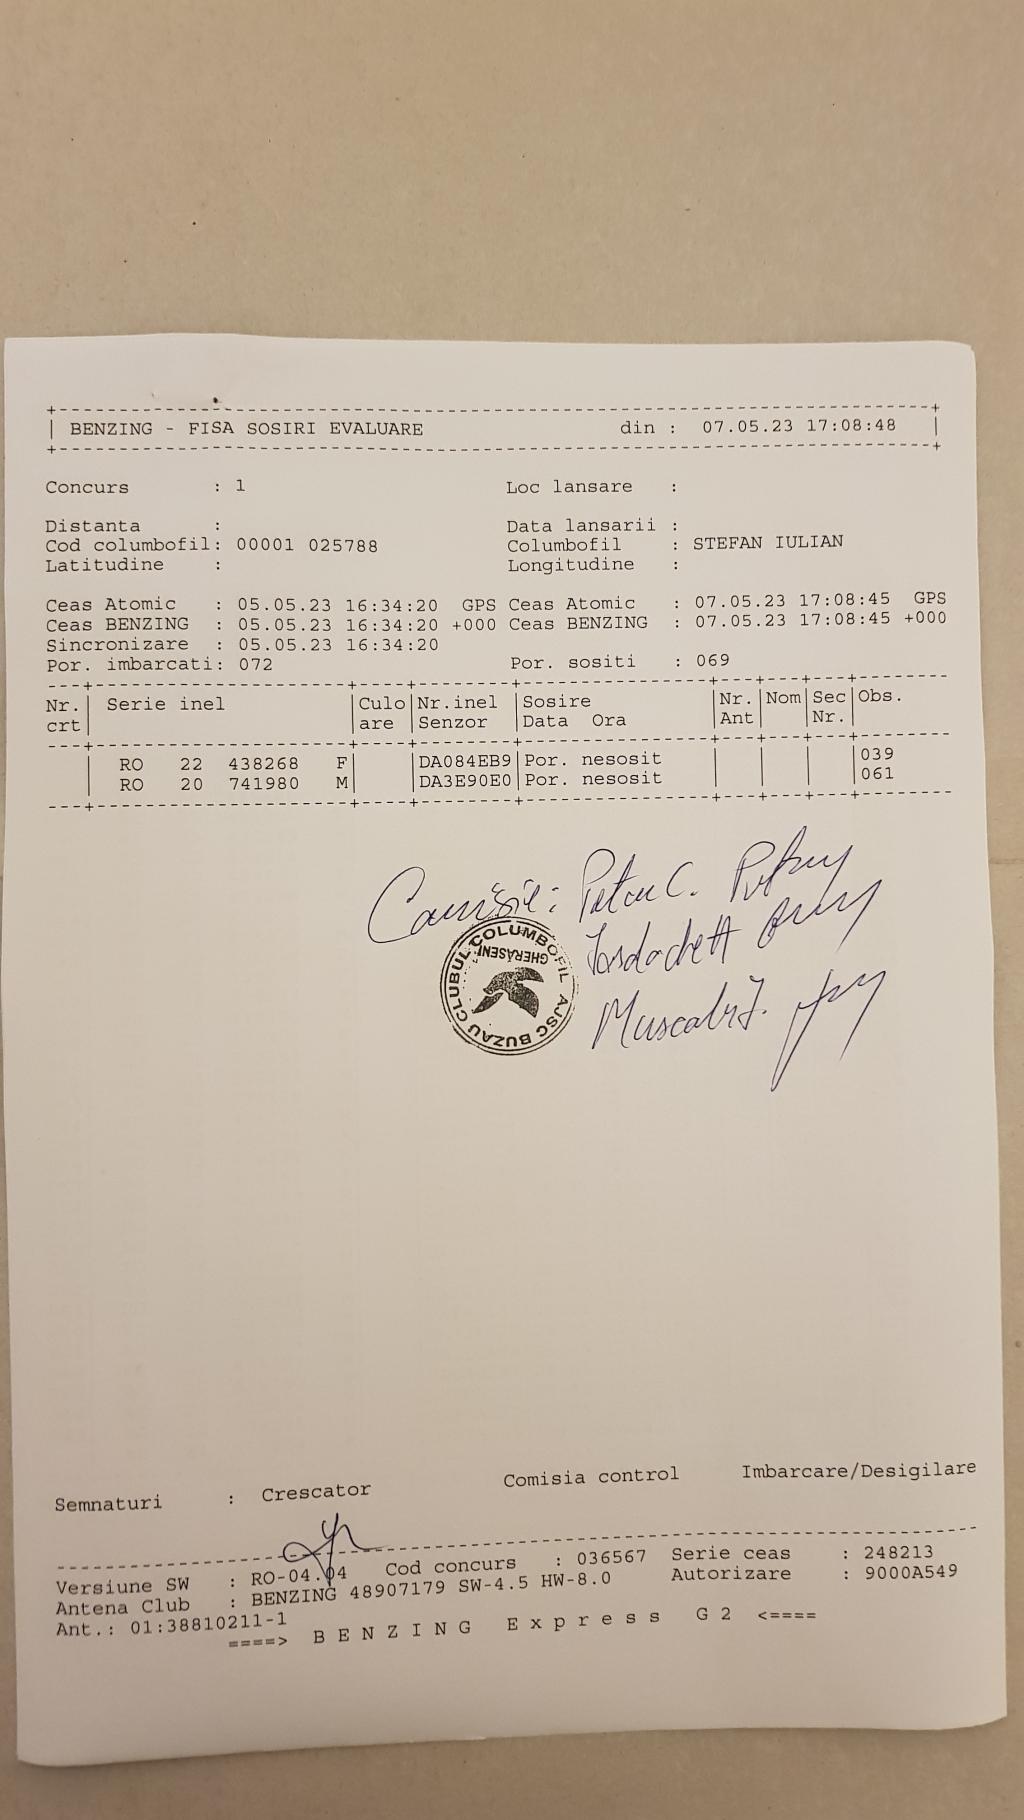 BENZING - FISA SOSIRI EVALUARE din : 07.05.23 17:08:48
Concurs : 1 Loc lansare :
Distanta : Data lansarii :
Cod columbofil: 00001 025788 Columbofil : STEFAN IULIAN
Latitudine : Longitudine :
Ceas Atomic : 05.05.23 16:34:20 GPS Ceas Atomic : 07.05.23 17:08:45 GPS
Ceas BENZING : 05.05.23 16:34:20 +000 Ceas BENZING : 07.05.23 17:08:45 +000
Sincronizare : 05.05.23 16:34:20
Por. imbarcati: 072 Por. sositi : 069
Nr. Serie inel Culo Nr.inel Sosire Nr. Nom Sec Obs.
crt are Senzor Data Ora Ant Nr.
RO 22 438268 F DA084EB9 Por. nesosit 039
RO 20 741980 M DA3E90E0 Por. nesosit 061
Comisie:
CLUBUL COLUMBOFIL AJSC BUZAU
GHERASENI
Semnaturi : Crescator Comisia control Imbarcare/Desigilare
Versiune SW : RO-04.04 Cod concurs : 036567 Serie ceas : 248213
Antena Club : BENZING 48907179 SW-4.5 HW-8.0 Autorizare : 9000A549
Ant.: 01:38810211-1
====> B E N Z I N G E x p r e s s G 2 <====